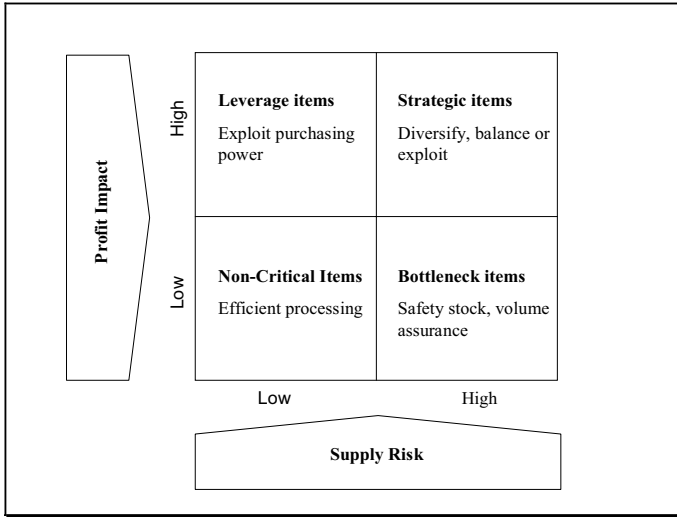 Profit Impact
High
Low
Leverage items
Exploit purchasing
power
Strategic items
Diversify, balance or
exploit
Non-Critical Items
Efficient processing
Bottleneck items
Safety stock, volume
assurance
Low
High
Supply Risk